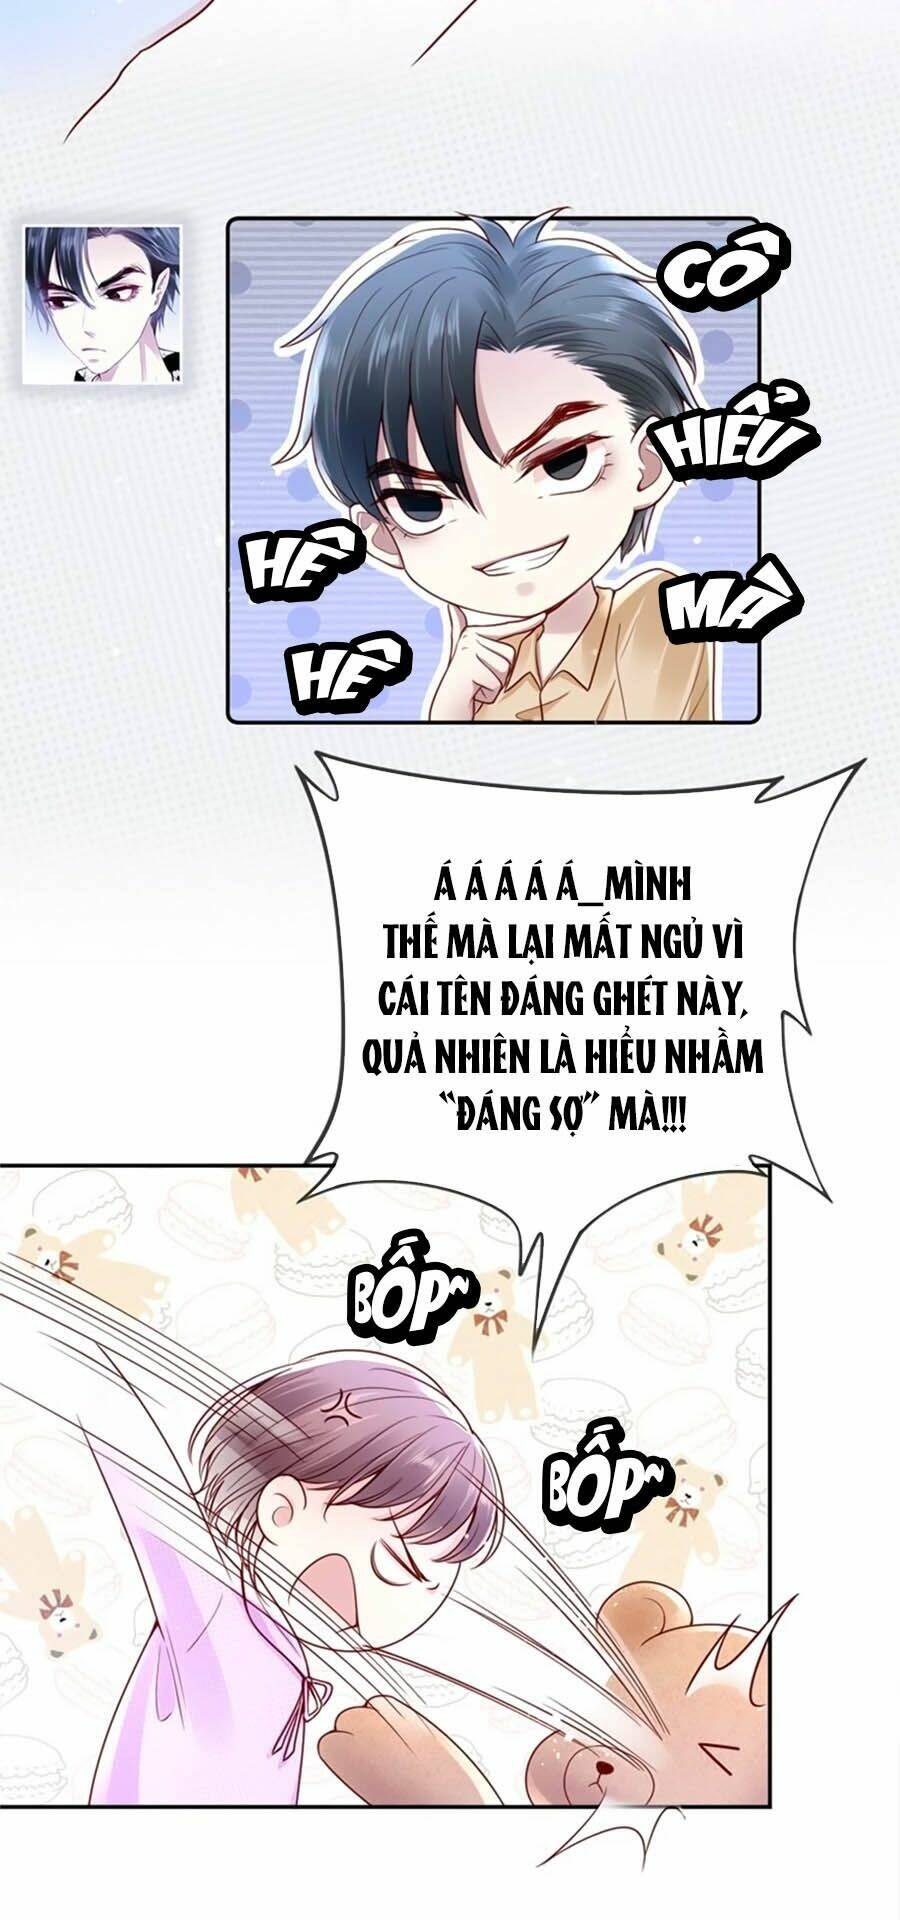 CÔ
HIỂU
MÀ
HÊ
HÊ
Á Á Á Á Á_MÌNH
THẾ MÀ LẠI MẤT NGỦ VÌ
CÁI TÊN ĐÁNG GHÉT NÀY,
QUẢ NHIÊN LÀ HIỂU NHẦM
“ĐÁNG SỢ” MÀ!!!
BỐP~
BỐP~